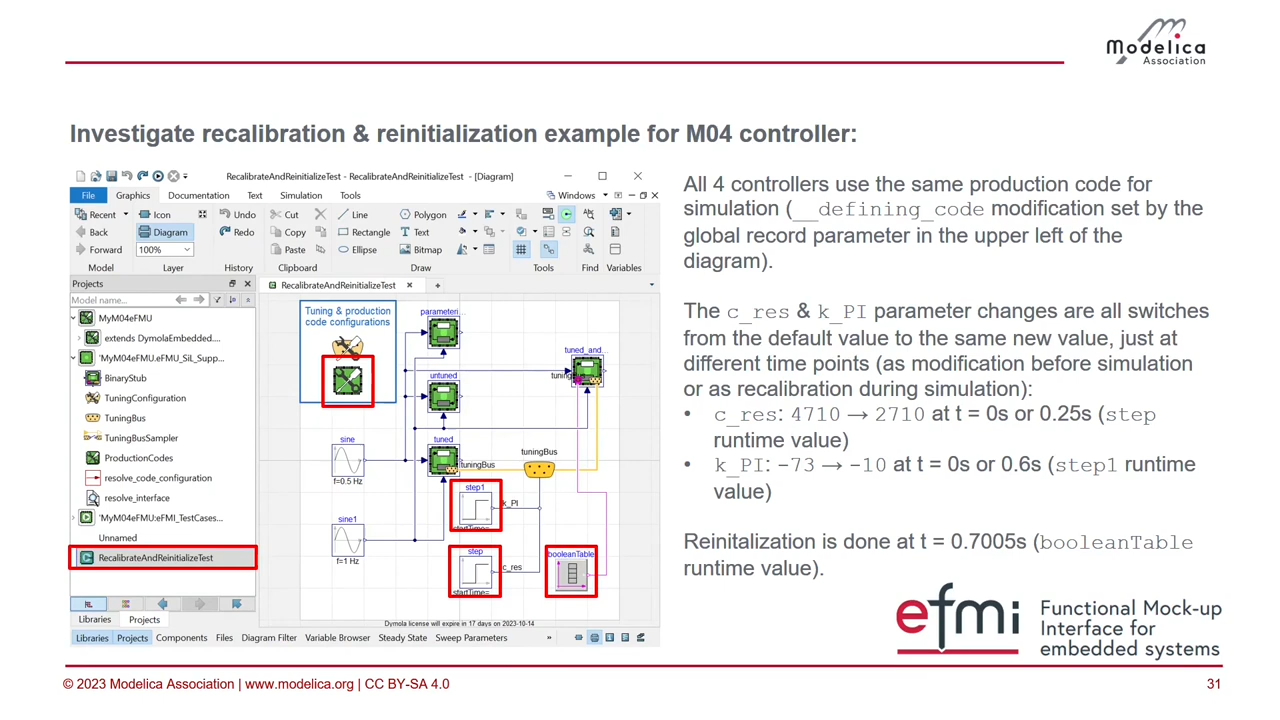 Modelica
Association
Investigate recalibration & reinitialization example for M04 controller:
RecalibrateAndReinitializeTest - RecalibrateAndReinitializeTest - [Diagram]
File Graphics Documentation Text Simulation Tools Windows
Recent Icon Undo Cut Line Polygon
Back Diagram Redo Copy Rectangle Text
Forward 100% Paste Ellipse Bitmap
Model Layer History Clipboard Draw Tools Find Variables
Projects
RecalibrateAndReinitializeTest
Model name...
MyM04eFMU
extends DymolaEmbedded....
'MyM04eFMU.eFMU_SiL_Supp...
BinaryStub
TuningConfiguration
TuningBus
TuningBusSampler
ProductionCodes
resolve_code_configuration
resolve_interface
'MyM04eFMU:eFMI_TestCases...
Unnamed
RecalibrateAndReinitializeTest
Libraries Projects
Tuning & production
code configurations
parameteri...
tuned_and...
tuning
untuned
sine
tuned
tuningBus
tuningBus
f=0.5 Hz
step1
k_PI
startTime=
sine1
step
booleanTable
c_res
f=1 Hz
startTime=
Dymola license will expire in 17 days on 2023-10-14
Libraries Projects Components Files Diagram Filter Variable Browser Steady State Sweep Parameters »
All 4 controllers use the same production code for
simulation (__defining_code modification set by the
global record parameter in the upper left of the
diagram).
The c_res & k_PI parameter changes are all switches
from the default value to the same new value, just at
different time points (as modification before simulation
or as recalibration during simulation):
• c_res: 4710 → 2710 at t = 0s or 0.25s (step
runtime value)
• k_PI: -73 → -10 at t = 0s or 0.6s (step1 runtime
value)
Reinitalization is done at t = 0.7005s (booleanTable
runtime value).
efmi
Functional Mock-up
Interface for
embedded systems
© 2023 Modelica Association | www.modelica.org | CC BY-SA 4.0
31